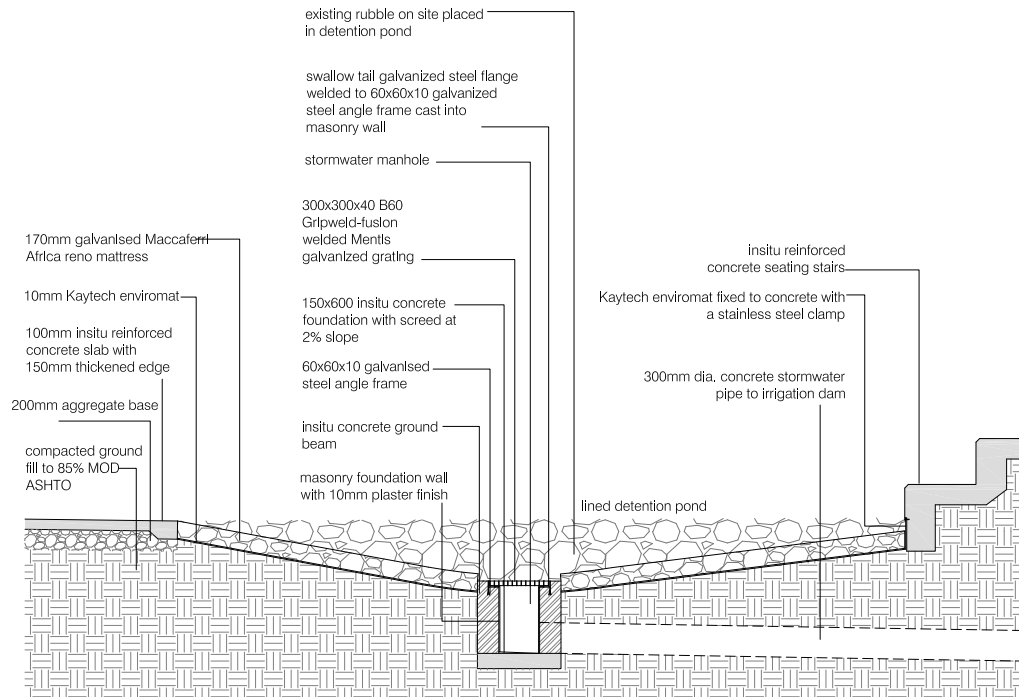 existing rubble on site placed
in detention pond
swallow tail galvanized steel flange
welded to 60x60x10 galvanized
steel angle frame cast into
masonry wall
stormwater manhole
300x300x40 B60
Gripweld-fusion
welded Mentis
galvanized grating
150x600 insitu concrete
foundation with screed at
2% slope
60x60x10 galvanised
steel angle frame
insitu concrete ground
beam
masonry foundation wall
with 10mm plaster finish
170mm galvanised Maccaferri
Africa reno mattress
10mm Kaytech enviromat
100mm insitu reinforced
concrete slab with
150mm thickened edge
200mm aggregate base
compacted ground
fill to 85% MOD
ASHTO
insitu reinforced
concrete seating stairs
Kaytech enviromat fixed to concrete with
a stainless steel clamp
300mm dia. concrete stormwater
pipe to irrigation dam
lined detention pond